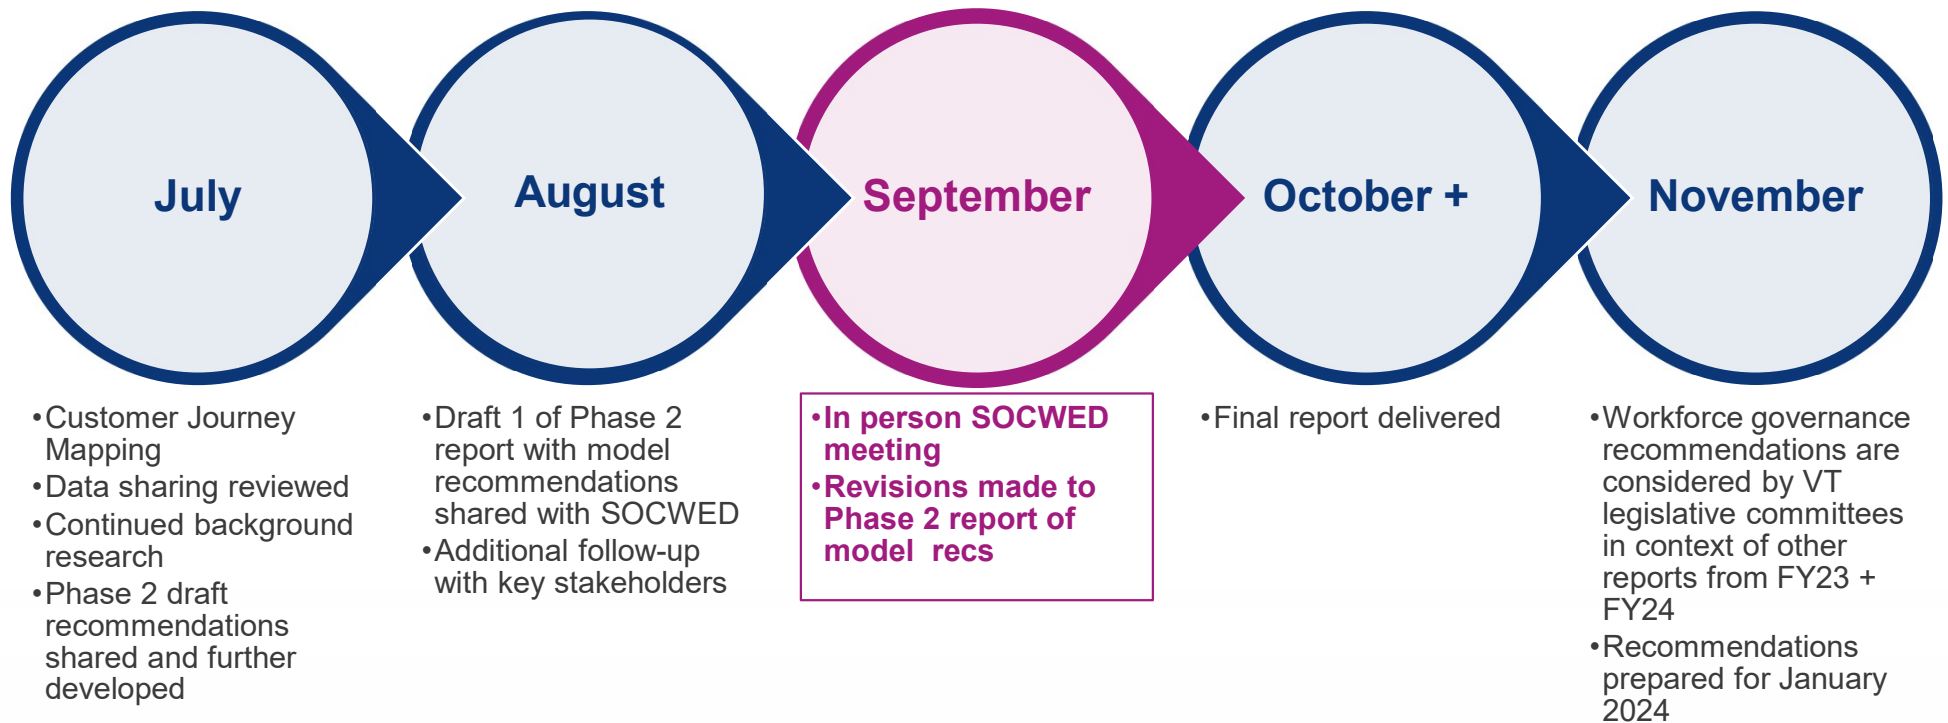 July
August
September
October +
November
•Customer Journey
Mapping
•Data sharing reviewed
•Continued background
research
•Phase 2 draft
recommendations
shared and further
developed
•Draft 1 of Phase 2
report with model
recommendations
shared with SOCWED
•Additional follow-up
with key stakeholders
•In person SOCWED
meeting
•Revisions made to
Phase 2 report of
model  recs
•Final report delivered
•Workforce governance
recommendations are
considered by VT
legislative committees
in context of other
reports from FY23 +
FY24
•Recommendations
prepared for January
2024